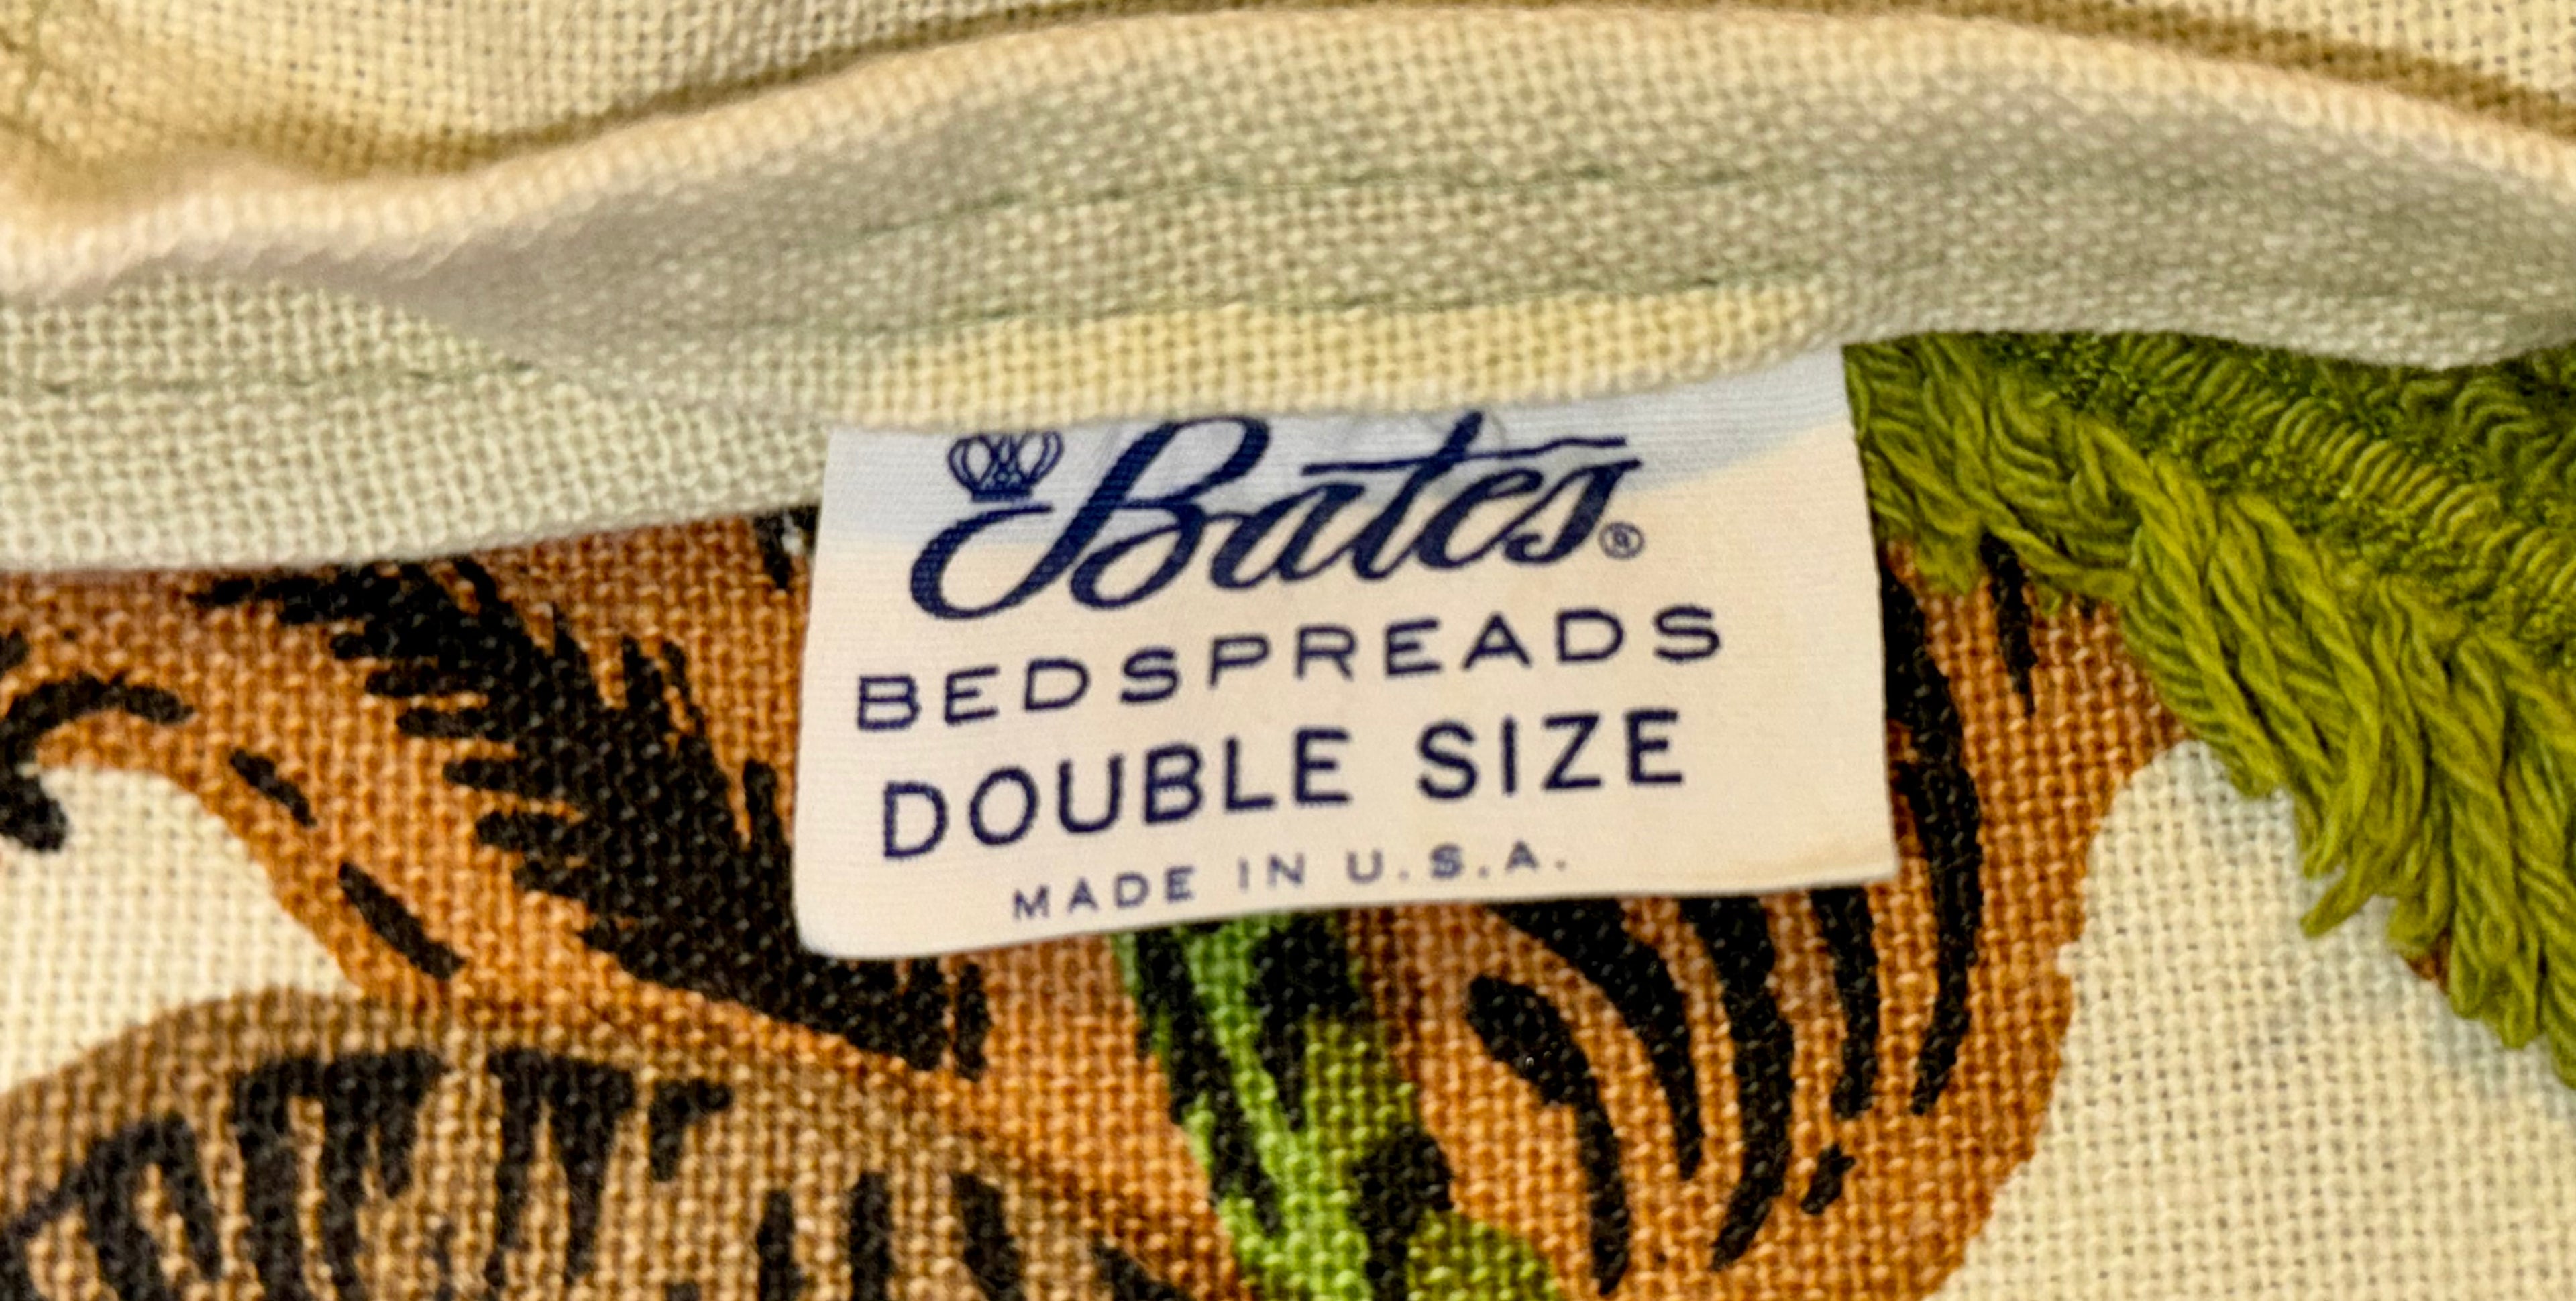 Bates®
BEDSPREADS
DOUBLE SIZE
MADE IN U.S.A.